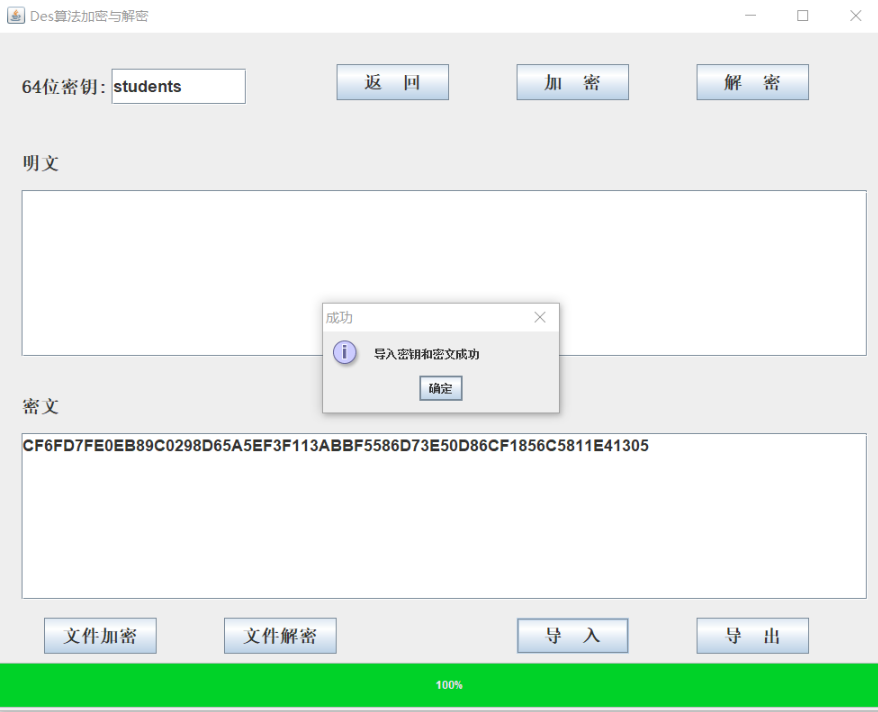 Des算法加密与解密
64位密钥: students
返 回
加 密
解 密
明文
成功
导入密钥和密文成功
确定
密文
CF6FD7FE0EB89C0298D65A5EF3F113ABBF5586D73E50D86CF1856C5811E41305
文件加密
文件解密
导 入
导 出
100%